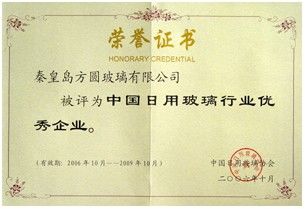 荣誉证书
HONORARY CREDENTIAL
秦皇岛方圆玻璃有限公司
被评为中国日用玻璃行业优
秀企业。
(有效期: 2006年10月—2009年10月)
中国日用玻璃协会
二〇〇六年十月